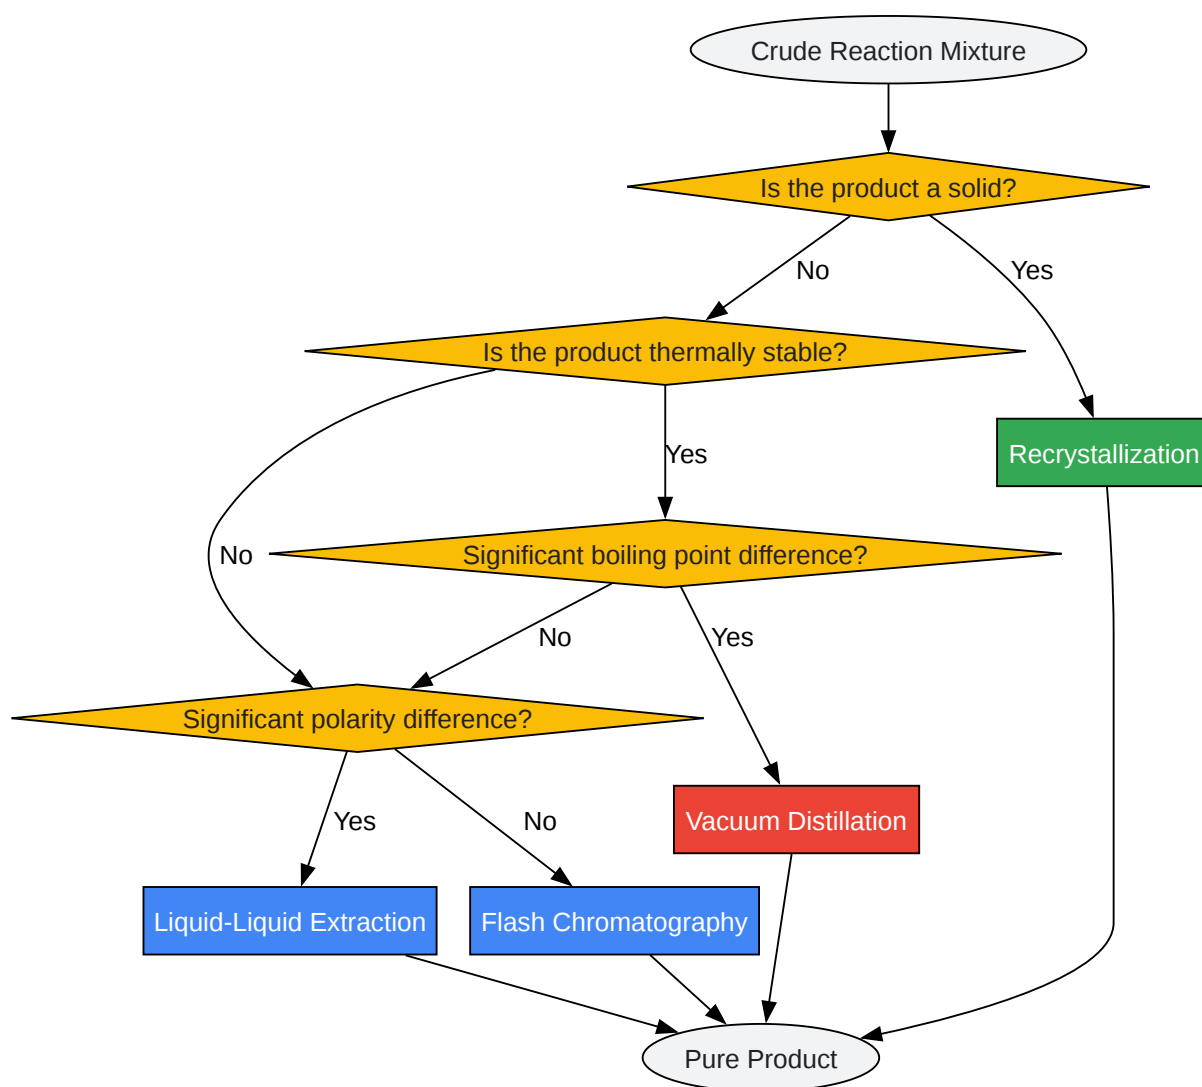 Crude Reaction Mixture
Is the product a solid?
No
Yes
Is the product thermally stable?
Yes
Recrystallization
No
Significant boiling point difference?
No
Yes
Significant polarity difference?
Yes
No
Vacuum Distillation
Liquid-Liquid Extraction
Flash Chromatography
Pure Product